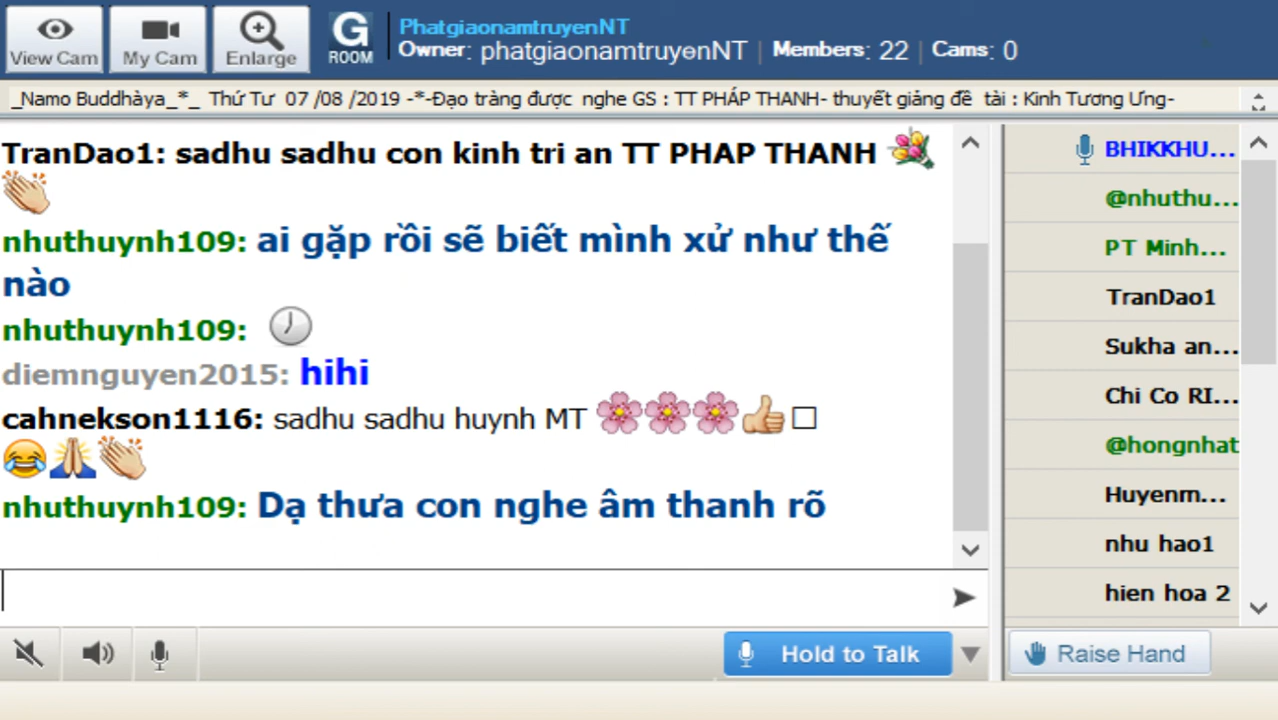 View Cam
My Cam
Enlarge
G
ROOM
PhatgiaonamtruyenNT
Owner: phatgiaonamtruyenNT | Members: 22 | Cams: 0
_Namo Buddhàya_*_ Thứ Tư 07 /08 /2019 -*-Đạo tràng được nghe GS : TT PHÁP THANH- thuyết giảng đề tài : Kinh Tương Ưng-
TranDao1: sadhu sadhu con kinh tri an TT PHAP THANH 💐
👏
nhuthuynh109: ai gặp rồi sẽ biết mình xử như thế
nào
nhuthuynh109: 🕖
diemnguyen2015: hihi
cahnekson1116: sadhu sadhu huynh MT 🌸🌸🌸👍□
😂🙏👏
nhuthuynh109: Dạ thưa con nghe âm thanh rõ
BHIKKHU...
@nhuthu...
PT Minh...
TranDao1
Sukha an...
Chi Co RI...
@hongnhat
Huyenm...
nhu hao1
hien hoa 2
Hold to Talk
Raise Hand